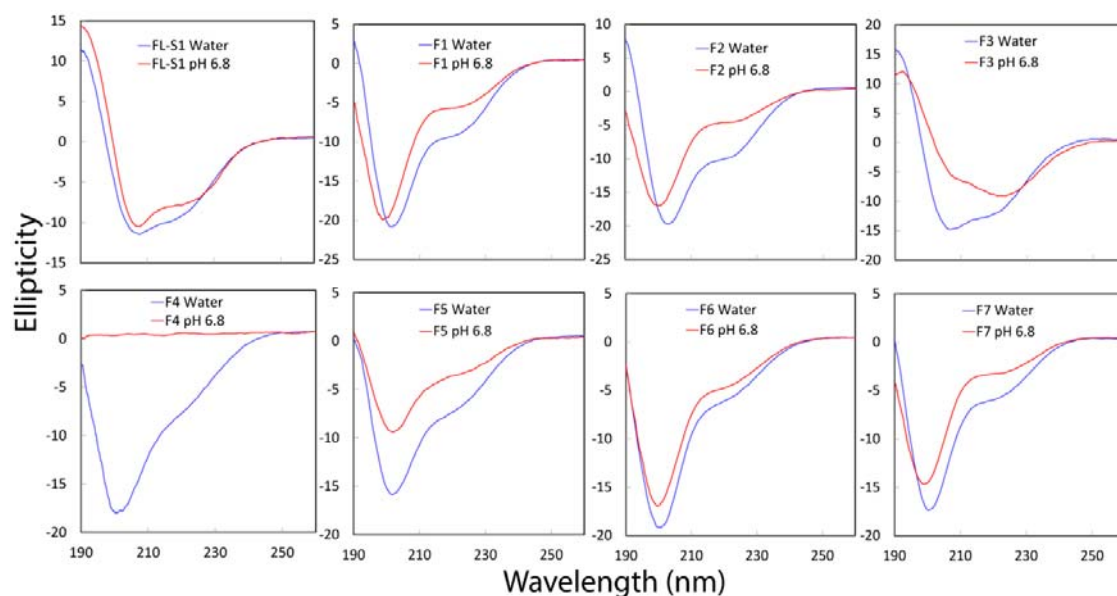 15
10
5
0
-5
-10
-15
FL-S1 Water
FL-S1 pH 6.8
5
0
-5
-10
-15
-20
-25
F1 Water
F1 pH 6.8
10
5
0
-5
-10
-15
-20
-25
F2 Water
F2 pH 6.8
20
15
10
5
0
-5
-10
-15
-20
F3 Water
F3 pH 6.8
Ellipticity
5
0
-5
-10
-15
-20
F4 Water
F4 pH 6.8
190 210 230 250
5
0
-5
-10
-15
-20
F5 Water
F5 pH 6.8
190 210 230 250
5
0
-5
-10
-15
-20
F6 Water
F6 pH 6.8
190 210 230 250
5
0
-5
-10
-15
-20
F7 Water
F7 pH 6.8
190 210 230 250
Wavelength (nm)